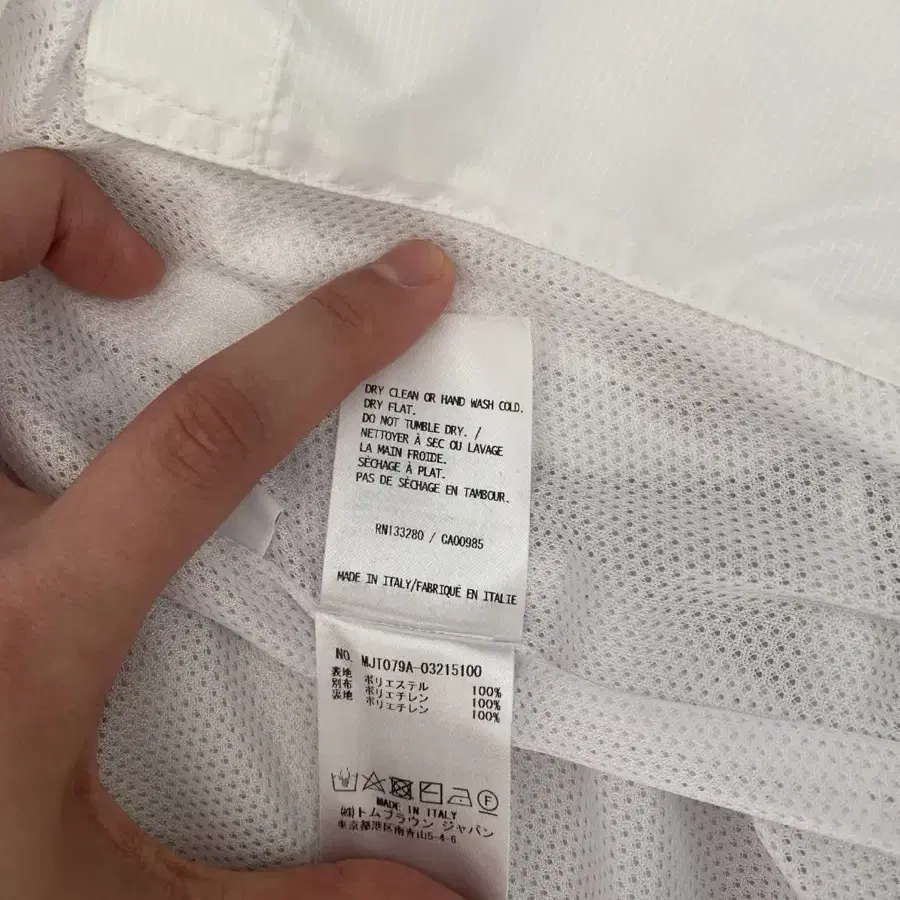 DRY CLEAN OR HAND WASH COLD.
DRY FLAT.
DO NOT TUMBLE DRY. /
NETTOYER À SEC OU LAVAGE
LA MAIN FROIDE.
SÉCHAGE À PLAT.
PAS DE SÉCHAGE EN TAMBOUR.
RN133280 / CA00985
MADE IN ITALY/FABRIQUÉ EN ITALIE
NO. MJT079A-03215100
表地 ポリエステル 100%
別布 ポリエチレン 100%
裏地 ポリエチレン 100%
F
MADE IN ITALY
㈱トムブラウン ジャパン
東京都港区南青山5-4-6